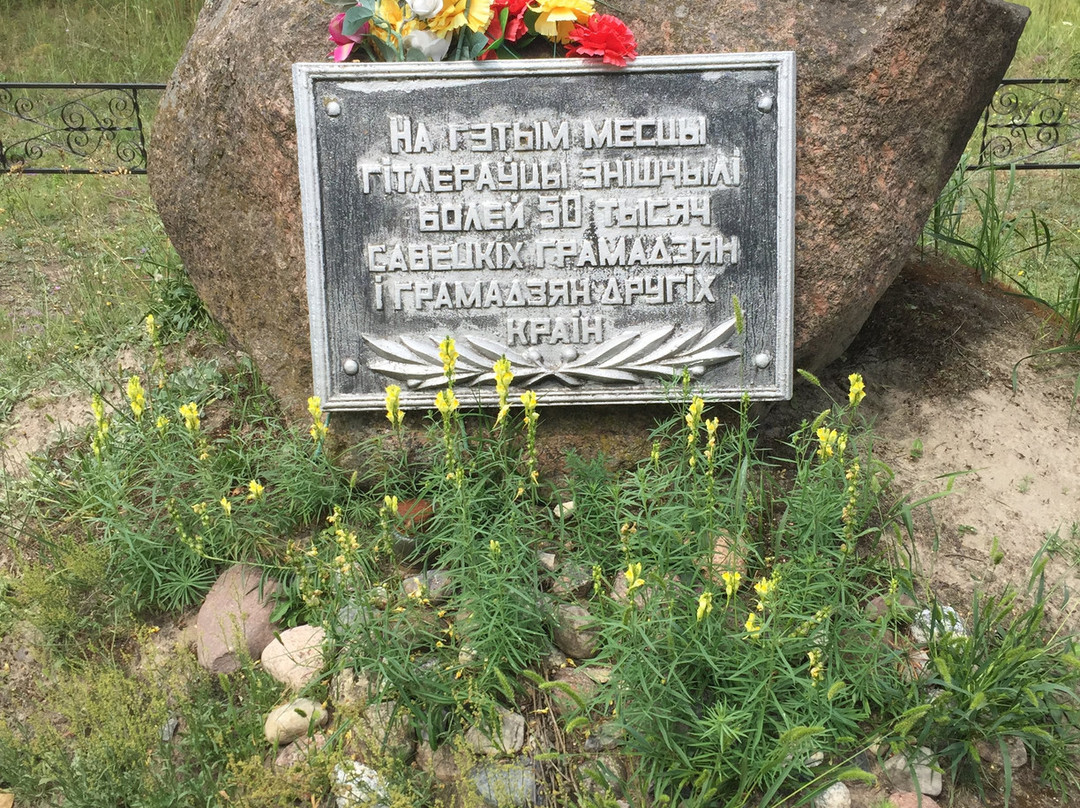 На гэтым месцы
гітлераўцы знішчылі
болей 50 тысяч
савецкіх грамадзян
і грамадзян другіх
краін